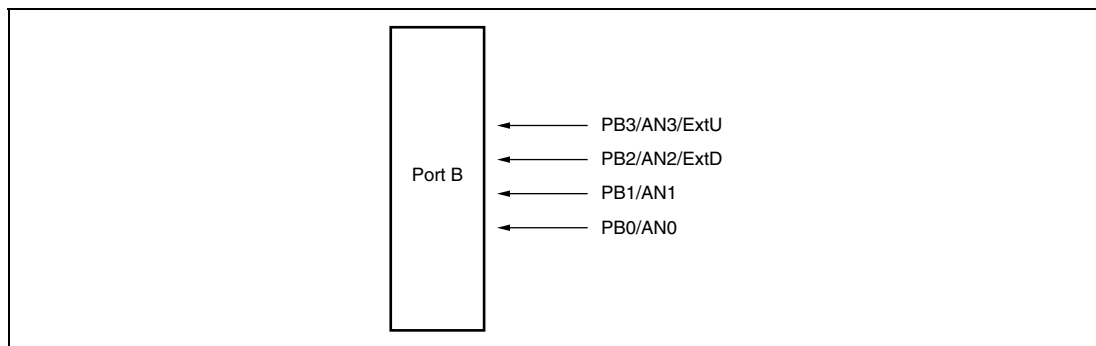 PB3/AN3/ExtU
PB2/AN2/ExtD
Port B
PB1/AN1
PB0/AN0